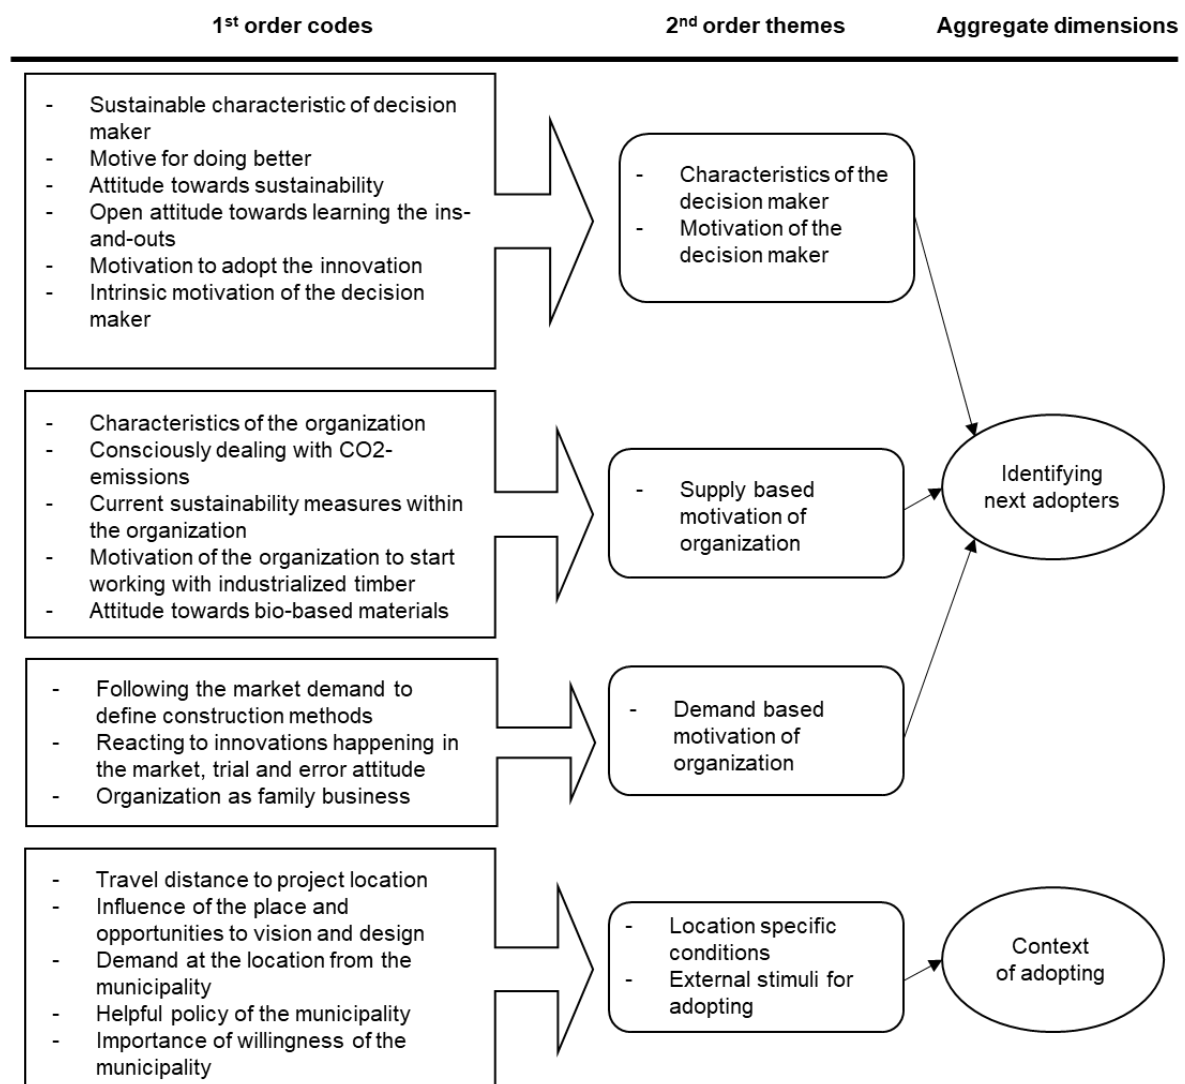 1st order codes
2nd order themes
Aggregate dimensions
- Sustainable characteristic of decision
maker
- Motive for doing better
- Attitude towards sustainability
- Open attitude towards learning the ins-
and-outs
- Motivation to adopt the innovation
- Intrinsic motivation of the decision
maker
- Characteristics of the
decision maker
- Motivation of the
decision maker
- Characteristics of the organization
- Consciously dealing with CO2-
emissions
- Current sustainability measures within
the organization
- Motivation of the organization to start
working with industrialized timber
- Attitude towards bio-based materials
- Supply based
motivation of
organization
Identifying
next adopters
- Following the market demand to
define construction methods
- Reacting to innovations happening in
the market, trial and error attitude
- Organization as family business
- Demand based
motivation of
organization
- Travel distance to project location
- Influence of the place and
opportunities to vision and design
- Demand at the location from the
municipality
- Helpful policy of the municipality
- Importance of willingness of the
municipality
- Location specific
conditions
- External stimuli for
adopting
Context
of adopting